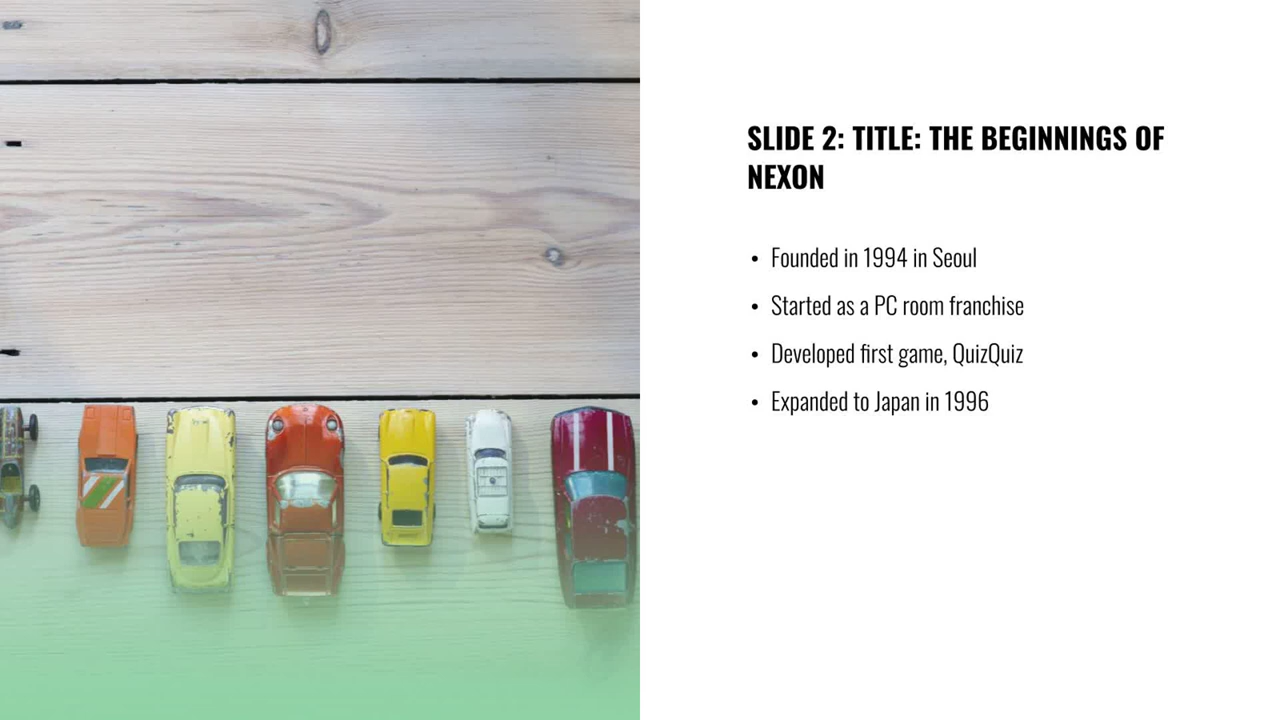 SLIDE 2: TITLE: THE BEGINNINGS OF
NEXON
• Founded in 1994 in Seoul
• Started as a PC room franchise
• Developed first game, QuizQuiz
• Expanded to Japan in 1996